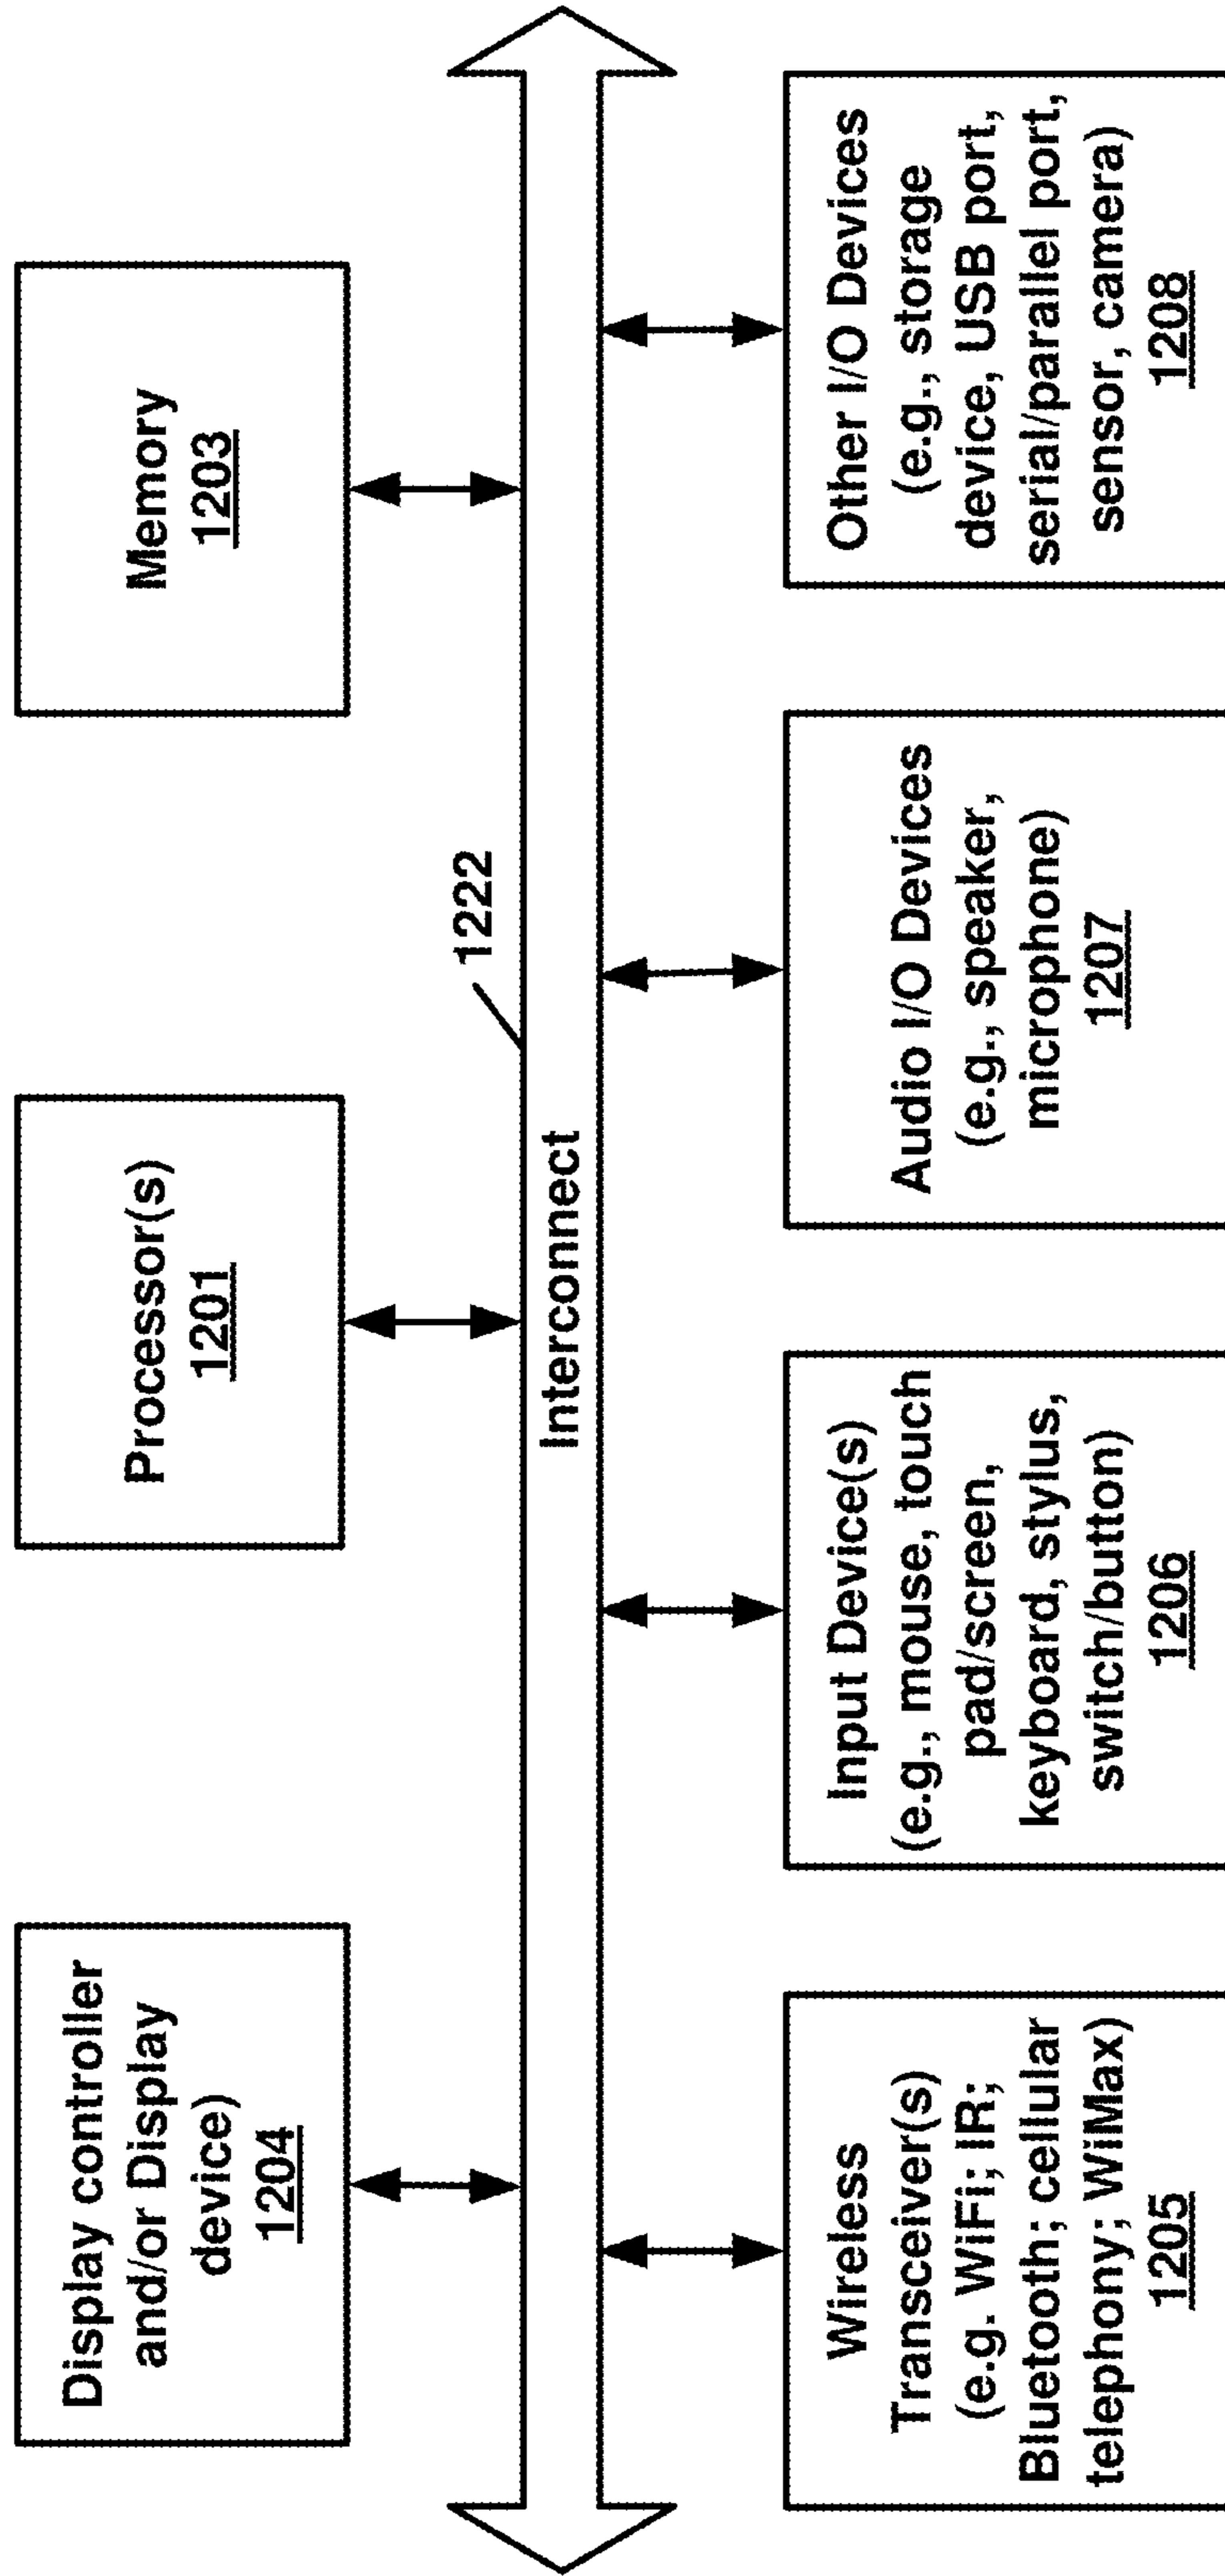 Display controller
and/or Display
device)
1204
Processor(s)
1201
Memory
1203
1222
Interconnect
Wireless
Transceiver(s)
(e.g. WiFi; IR;
Bluetooth; cellular
telephony; WiMax)
1205
Input Device(s)
(e.g., mouse, touch
pad/screen,
keyboard, stylus,
switch/button)
1206
Audio I/O Devices
(e.g., speaker,
microphone)
1207
Other I/O Devices
(e.g., storage
device, USB port,
serial/parallel port,
sensor, camera)
1208